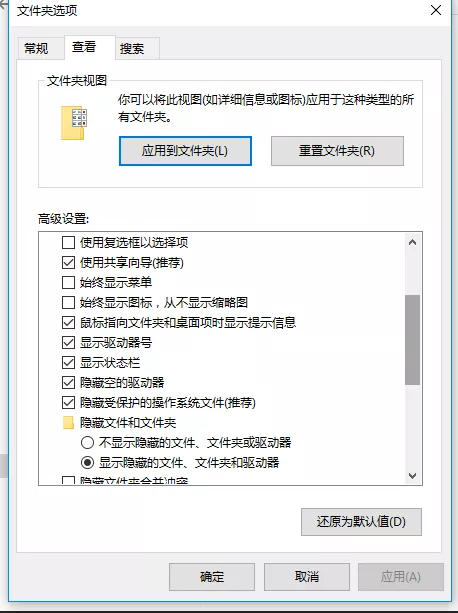 文件夹选项
常规
查看
搜索
文件夹视图
你可以将此视图(如详细信息或图标)应用于这种类型的所
有文件夹。
应用到文件夹(L)
重置文件夹(R)
高级设置:
使用复选框以选择项
使用共享向导(推荐)
始终显示菜单
始终显示图标，从不显示缩略图
鼠标指向文件夹和桌面项时显示提示信息
显示驱动器号
显示状态栏
隐藏空的驱动器
隐藏受保护的操作系统文件(推荐)
隐藏文件和文件夹
不显示隐藏的文件、文件夹或驱动器
显示隐藏的文件、文件夹和驱动器
隐藏文件夹合并冲突
还原为默认值(D)
确定
取消
应用(A)